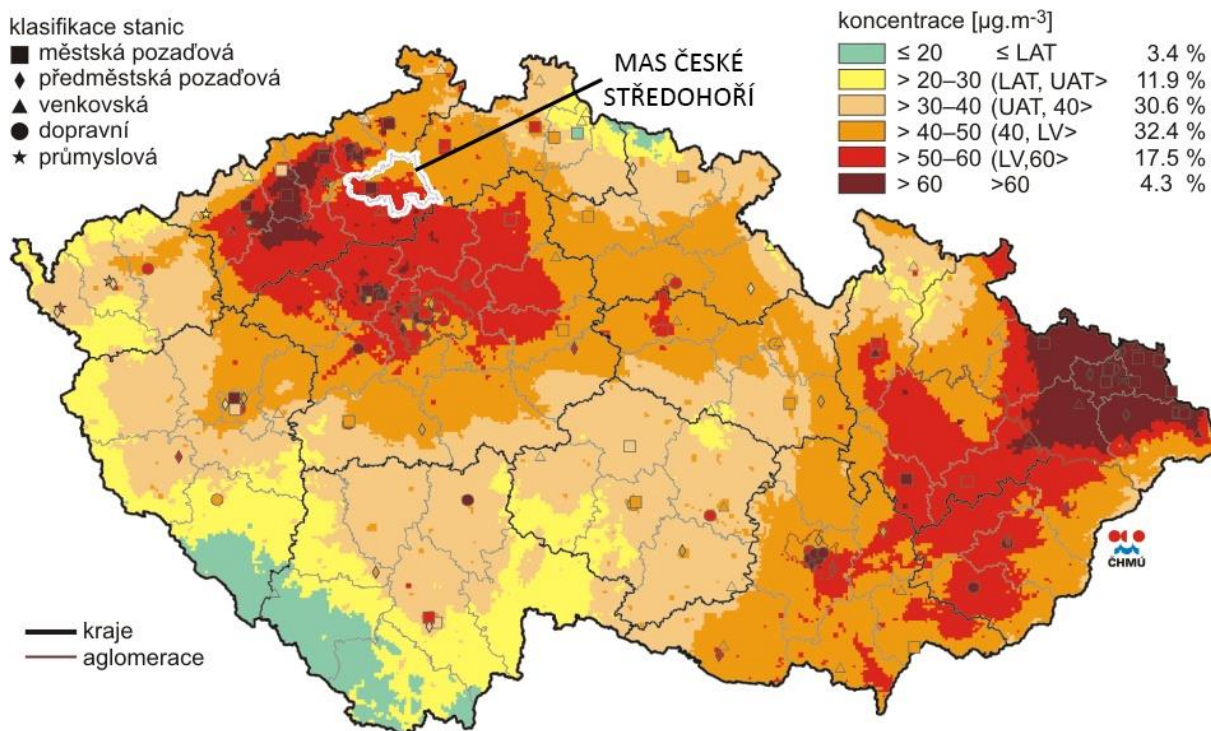 klasifikace stanic
městská pozaďová
předměstská pozaďová
venkovská
dopravní
průmyslová
MAS ČESKÉ
STŘEDOHOŘÍ
koncentrace [µg.m-3]
≤ 20 ≤ LAT 3.4 %
> 20–30 (LAT, UAT> 11.9 %
> 30–40 (UAT, 40> 30.6 %
> 40–50 (40, LV> 32.4 %
> 50–60 (LV,60> 17.5 %
> 60 >60 4.3 %
ČHMÚ
kraje
aglomerace